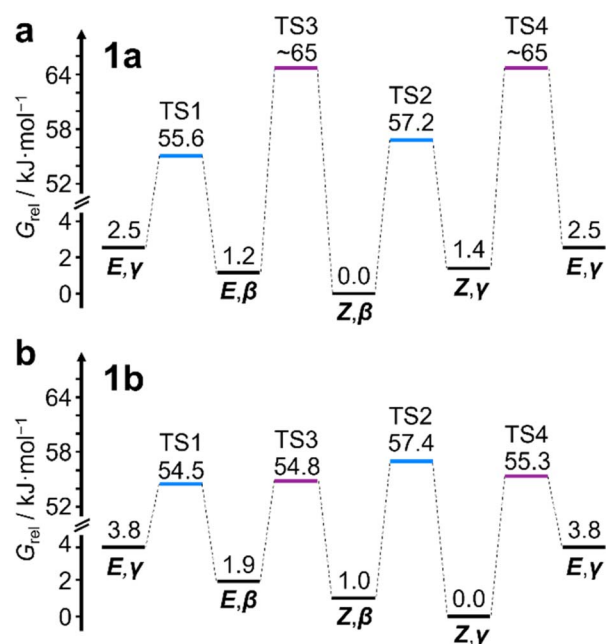 a
1a
G_rel / kJ·mol⁻¹
64
58
52
4
2
0
TS1
55.6
TS3
~65
TS2
57.2
TS4
~65
2.5
E,γ
1.2
E,β
0.0
Z,β
1.4
Z,γ
2.5
E,γ
b
1b
G_rel / kJ·mol⁻¹
64
58
52
4
2
0
TS1
54.5
TS3
54.8
TS2
57.4
TS4
55.3
3.8
E,γ
1.9
E,β
1.0
Z,β
0.0
Z,γ
3.8
E,γ